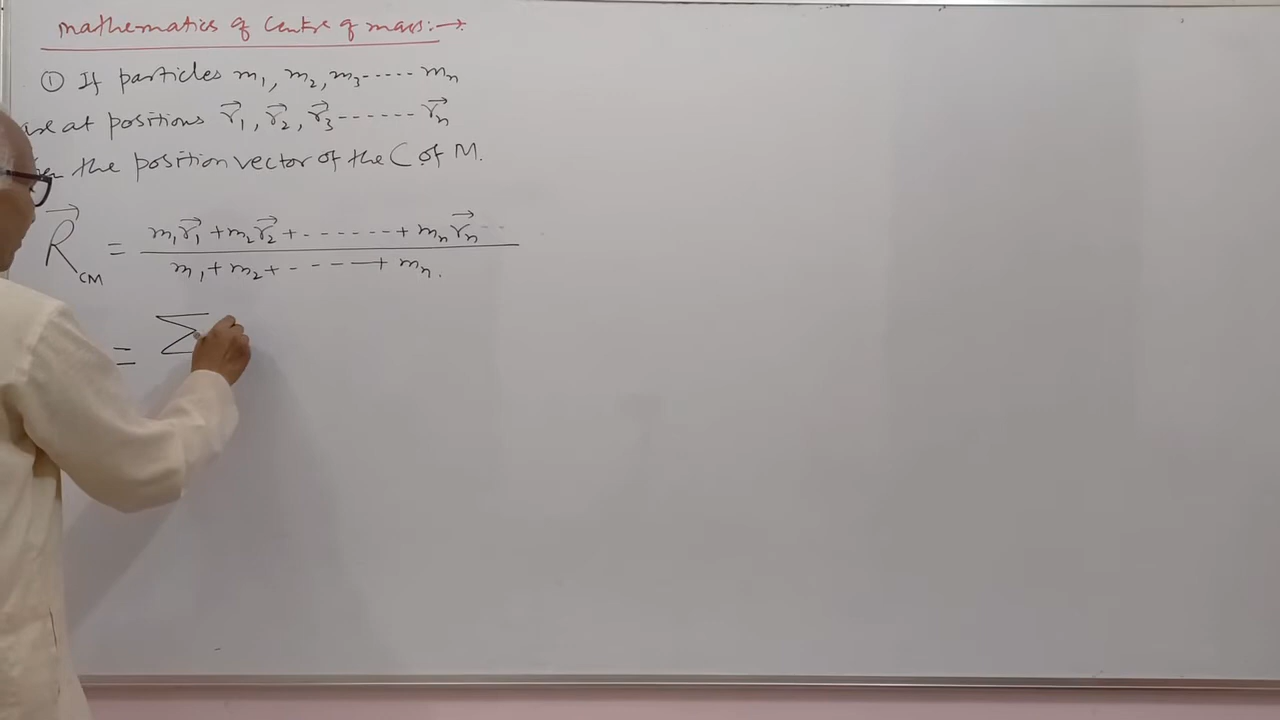 mathematics of Centre of mass:→
① If particles m₁, m₂, m₃----- mₙ
at positions r⃗₁, r⃗₂, r⃗₃------ r⃗ₙ
the position vector of the C of M.
R⃗_CM = (m₁r⃗₁ + m₂r⃗₂ + ------ + mₙr⃗ₙ) / (m₁ + m₂ + ---- + mₙ.)
= Σ